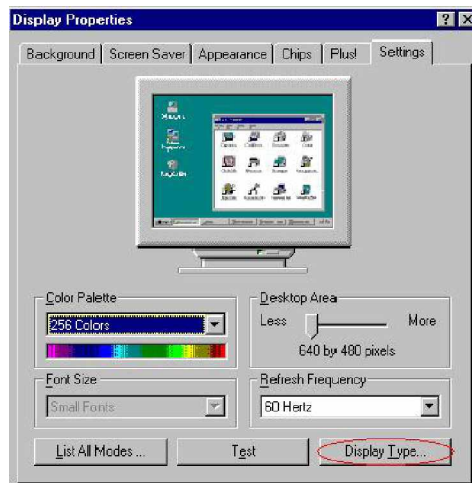 Display Properties
Background Screen Saver Appearance Chips Plus! Settings
Color Palette
256 Colors
Desktop Area
Less More
640 by 480 pixels
Font Size
Small Fonts
Refresh Frequency
60 Hertz
List All Modes ... Test Display Type...